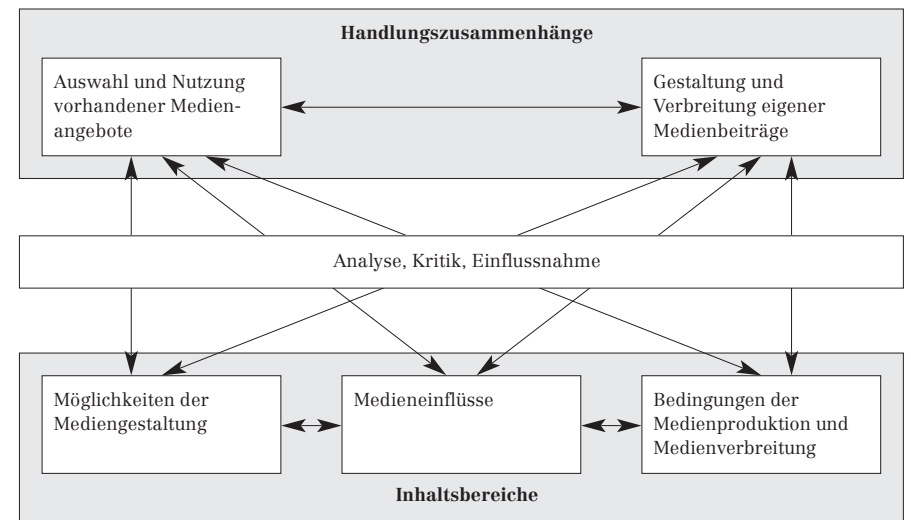 Handlungszusammenhänge
Auswahl und Nutzung
vorhandener Medien-
angebote
Gestaltung und
Verbreitung eigener
Medienbeiträge
Analyse, Kritik, Einflussnahme
Möglichkeiten der
Mediengestaltung
Medieneinflüsse
Bedingungen der
Medienproduktion und
Medienverbreitung
Inhaltsbereiche